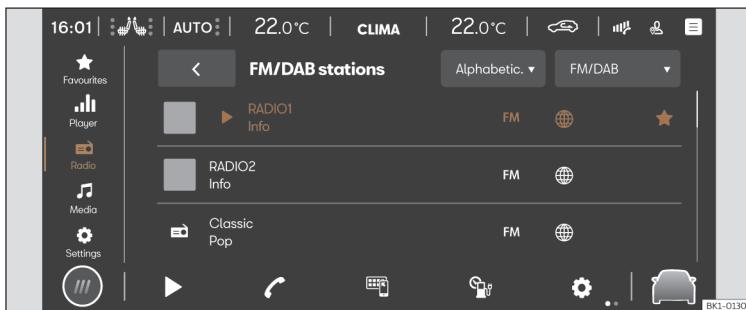 16:01 AUTO 22.0°C CLIMA 22.0°C
Favourites
Player
Radio
Media
Settings
FM/DAB stations Alphabetic. FM/DAB
RADIO1 FM
Info
RADIO2 FM
Info
Classic FM
Pop
BK1-0130